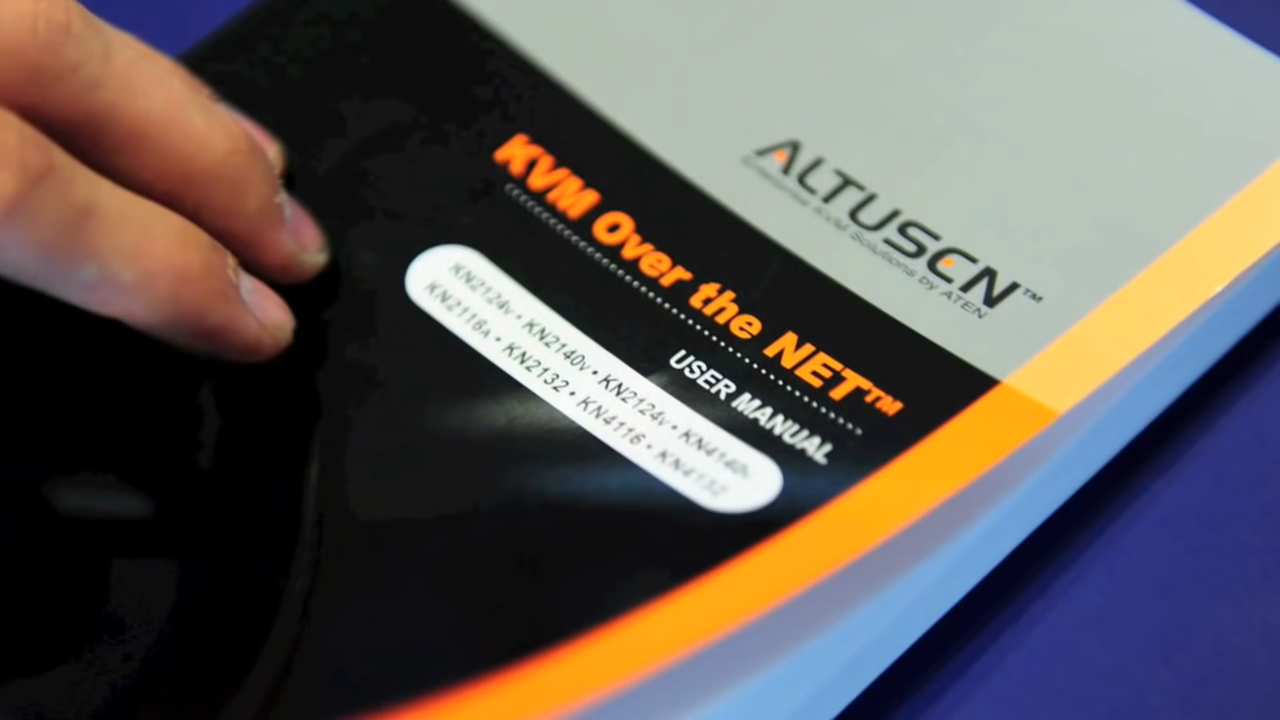 ALTUSCN™
Enterprise KVM Solutions by ATEN
KVM Over the NET™
USER MANUAL
KN2124v • KN2140v • KN2124v • KN4140v
KN2116A • KN2132 • KN4116 • KN4132